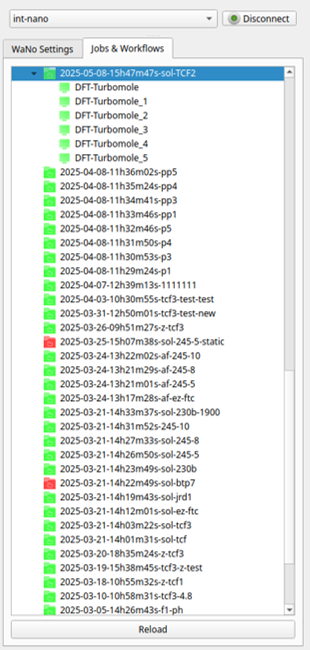 int-nano
Disconnect
WaNo Settings
Jobs & Workflows
2025-05-08-15h47m47s-sol-TCF2
DFT-Turbomole
DFT-Turbomole_1
DFT-Turbomole_2
DFT-Turbomole_3
DFT-Turbomole_4
DFT-Turbomole_5
2025-04-08-11h36m02s-pp5
2025-04-08-11h35m24s-pp4
2025-04-08-11h34m41s-pp3
2025-04-08-11h33m46s-pp1
2025-04-08-11h32m46s-p5
2025-04-08-11h31m50s-p4
2025-04-08-11h30m53s-p3
2025-04-08-11h29m24s-p1
2025-04-07-12h39m13s-1111111
2025-04-03-10h30m55s-tcf3-test-test
2025-03-31-12h50m01s-tcf3-test-new
2025-03-26-09h51m27s-z-tcf3
2025-03-25-15h07m38s-sol-245-5-static
2025-03-24-13h22m02s-af-245-10
2025-03-24-13h21m29s-af-245-8
2025-03-24-13h21m01s-af-245-5
2025-03-24-13h17m28s-af-ez-ftc
2025-03-21-14h33m37s-sol-230b-1900
2025-03-21-14h31m52s-245-10
2025-03-21-14h27m33s-sol-245-8
2025-03-21-14h26m50s-sol-245-5
2025-03-21-14h23m49s-sol-230b
2025-03-21-14h22m49s-sol-btp7
2025-03-21-14h19m43s-sol-jrd1
2025-03-21-14h12m01s-sol-ez-ftc
2025-03-21-14h03m22s-sol-tcf3
2025-03-21-14h01m31s-sol-tcf
2025-03-20-18h35m24s-z-tcf3
2025-03-19-15h38m45s-tcf3-z-test
2025-03-18-10h55m32s-z-tcf1
2025-03-10-10h58m31s-tcf3-4.8
2025-03-05-14h26m43s-f1-ph
Reload